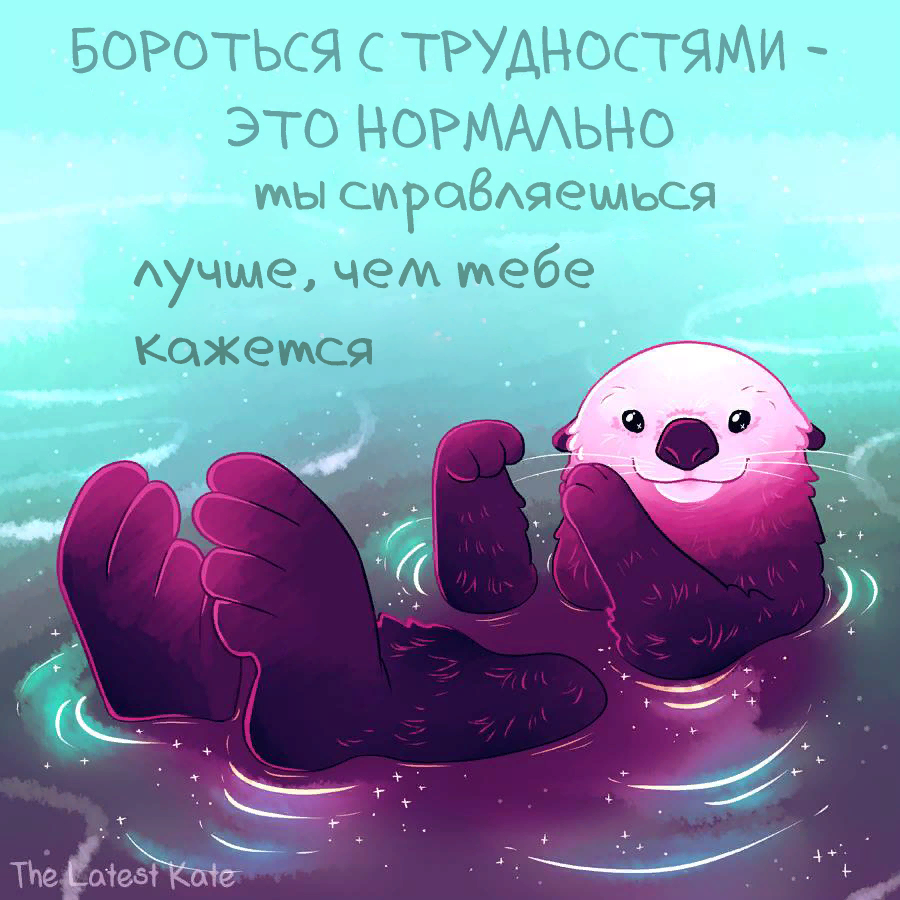 БОРОТЬСЯ С ТРУДНОСТЯМИ -
ЭТО НОРМАЛЬНО
ты справляешься
лучше, чем тебе
кажется
The Latest Kate